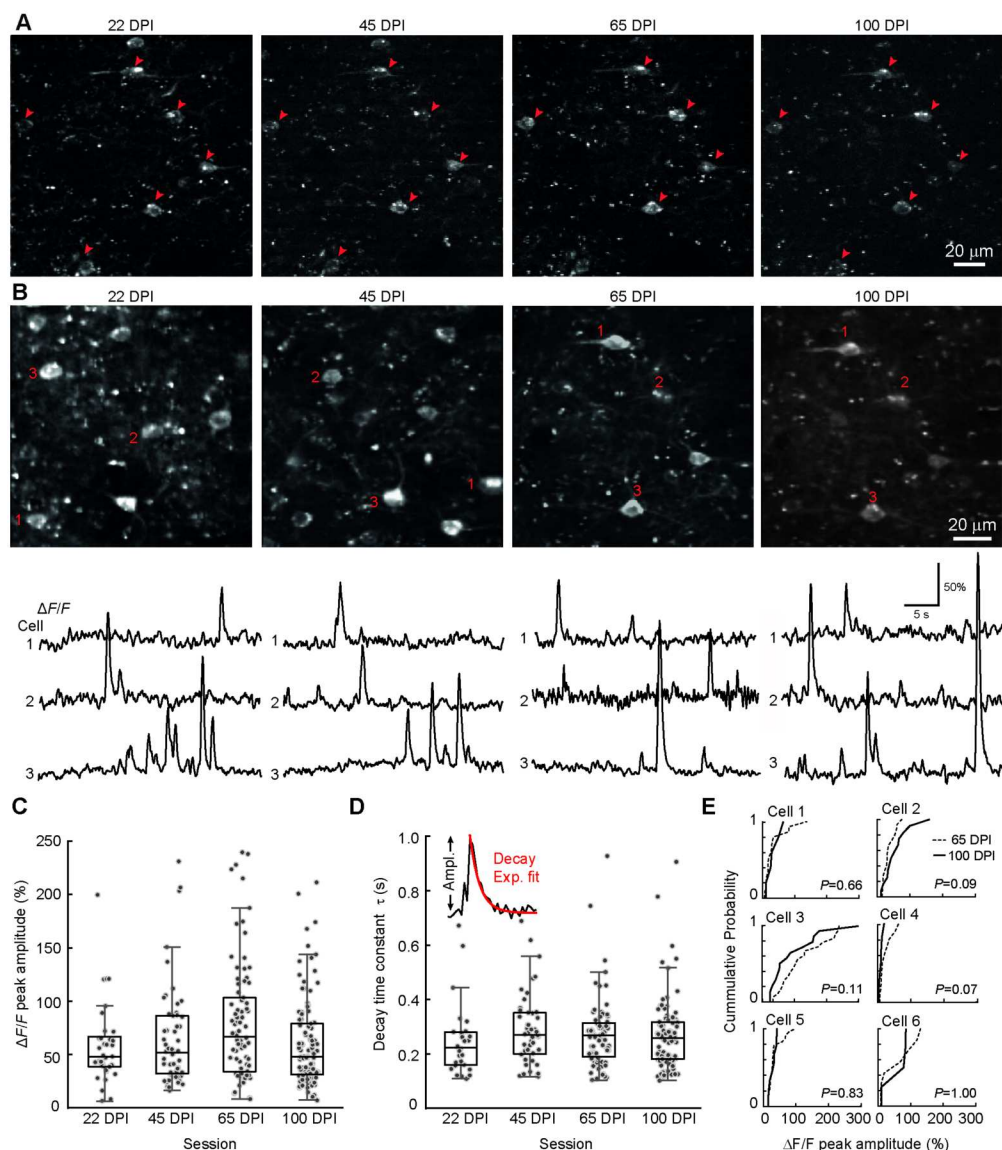 A
22 DPI
45 DPI
65 DPI
100 DPI
20 μm
B
22 DPI
45 DPI
65 DPI
100 DPI
3
2
1
2
3
1
1
2
3
1
2
3
20 μm
ΔF/F
Cell
1
2
3
1
2
3
1
2
3
1
2
3
50%
5 s
C
250
200
150
100
50
0
ΔF/F peak amplitude (%)
22 DPI
45 DPI
65 DPI
100 DPI
Session
D
1.0
0.8
0.6
0.4
0.2
0
Decay time constant τ (s)
Ampl.
Decay
Exp. fit
22 DPI
45 DPI
65 DPI
100 DPI
Session
E
Cummulative Probability
Cell 1
1
0
P=0.66
Cell 2
1
0
65 DPI
100 DPI
P=0.09
Cell 3
1
0
P=0.11
Cell 4
1
0
P=0.07
Cell 5
1
0
P=0.83
Cell 6
1
0
P=1.00
0
100
300
0
100
300
ΔF/F peak amplitude (%)